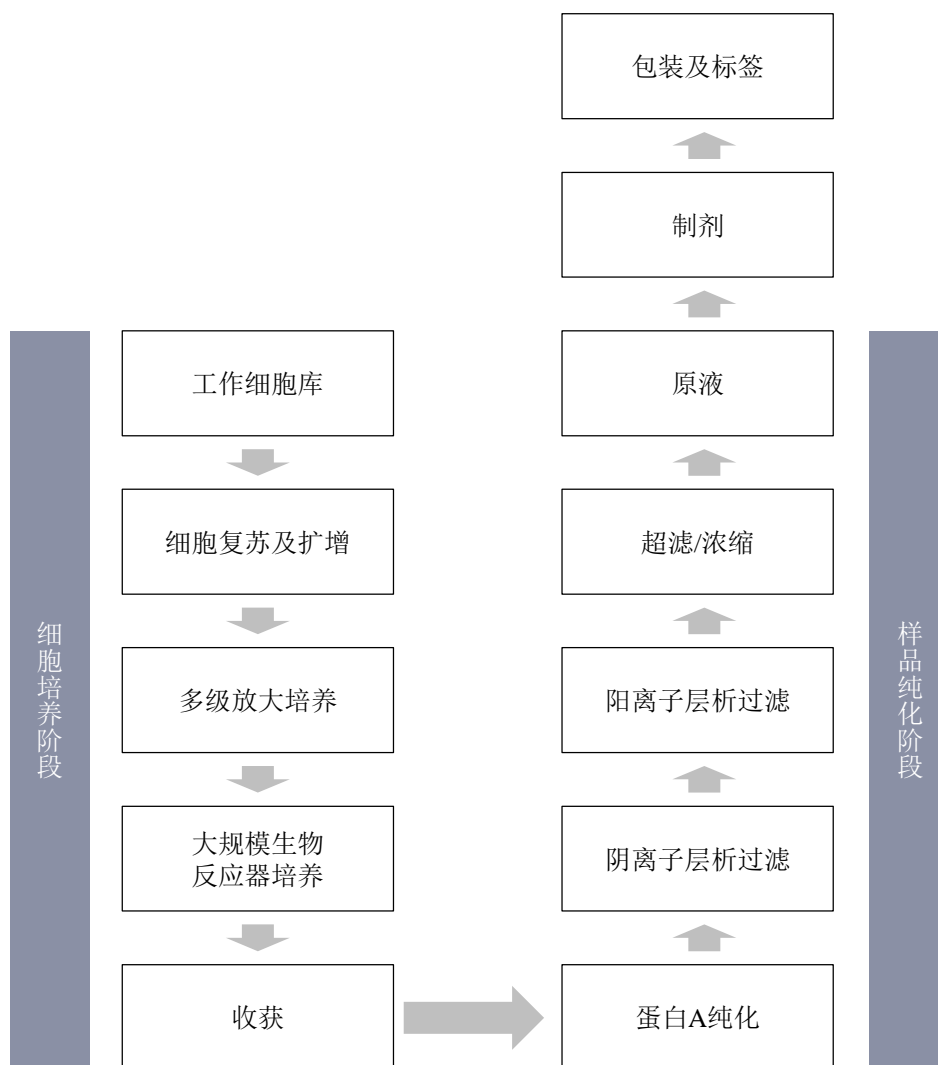 细胞培养阶段
工作细胞库
细胞复苏及扩增
多级放大培养
大规模生物
反应器培养
收获
蛋白A纯化
阴离子层析过滤
阳离子层析过滤
超滤/浓缩
原液
制剂
包装及标签
样品纯化阶段